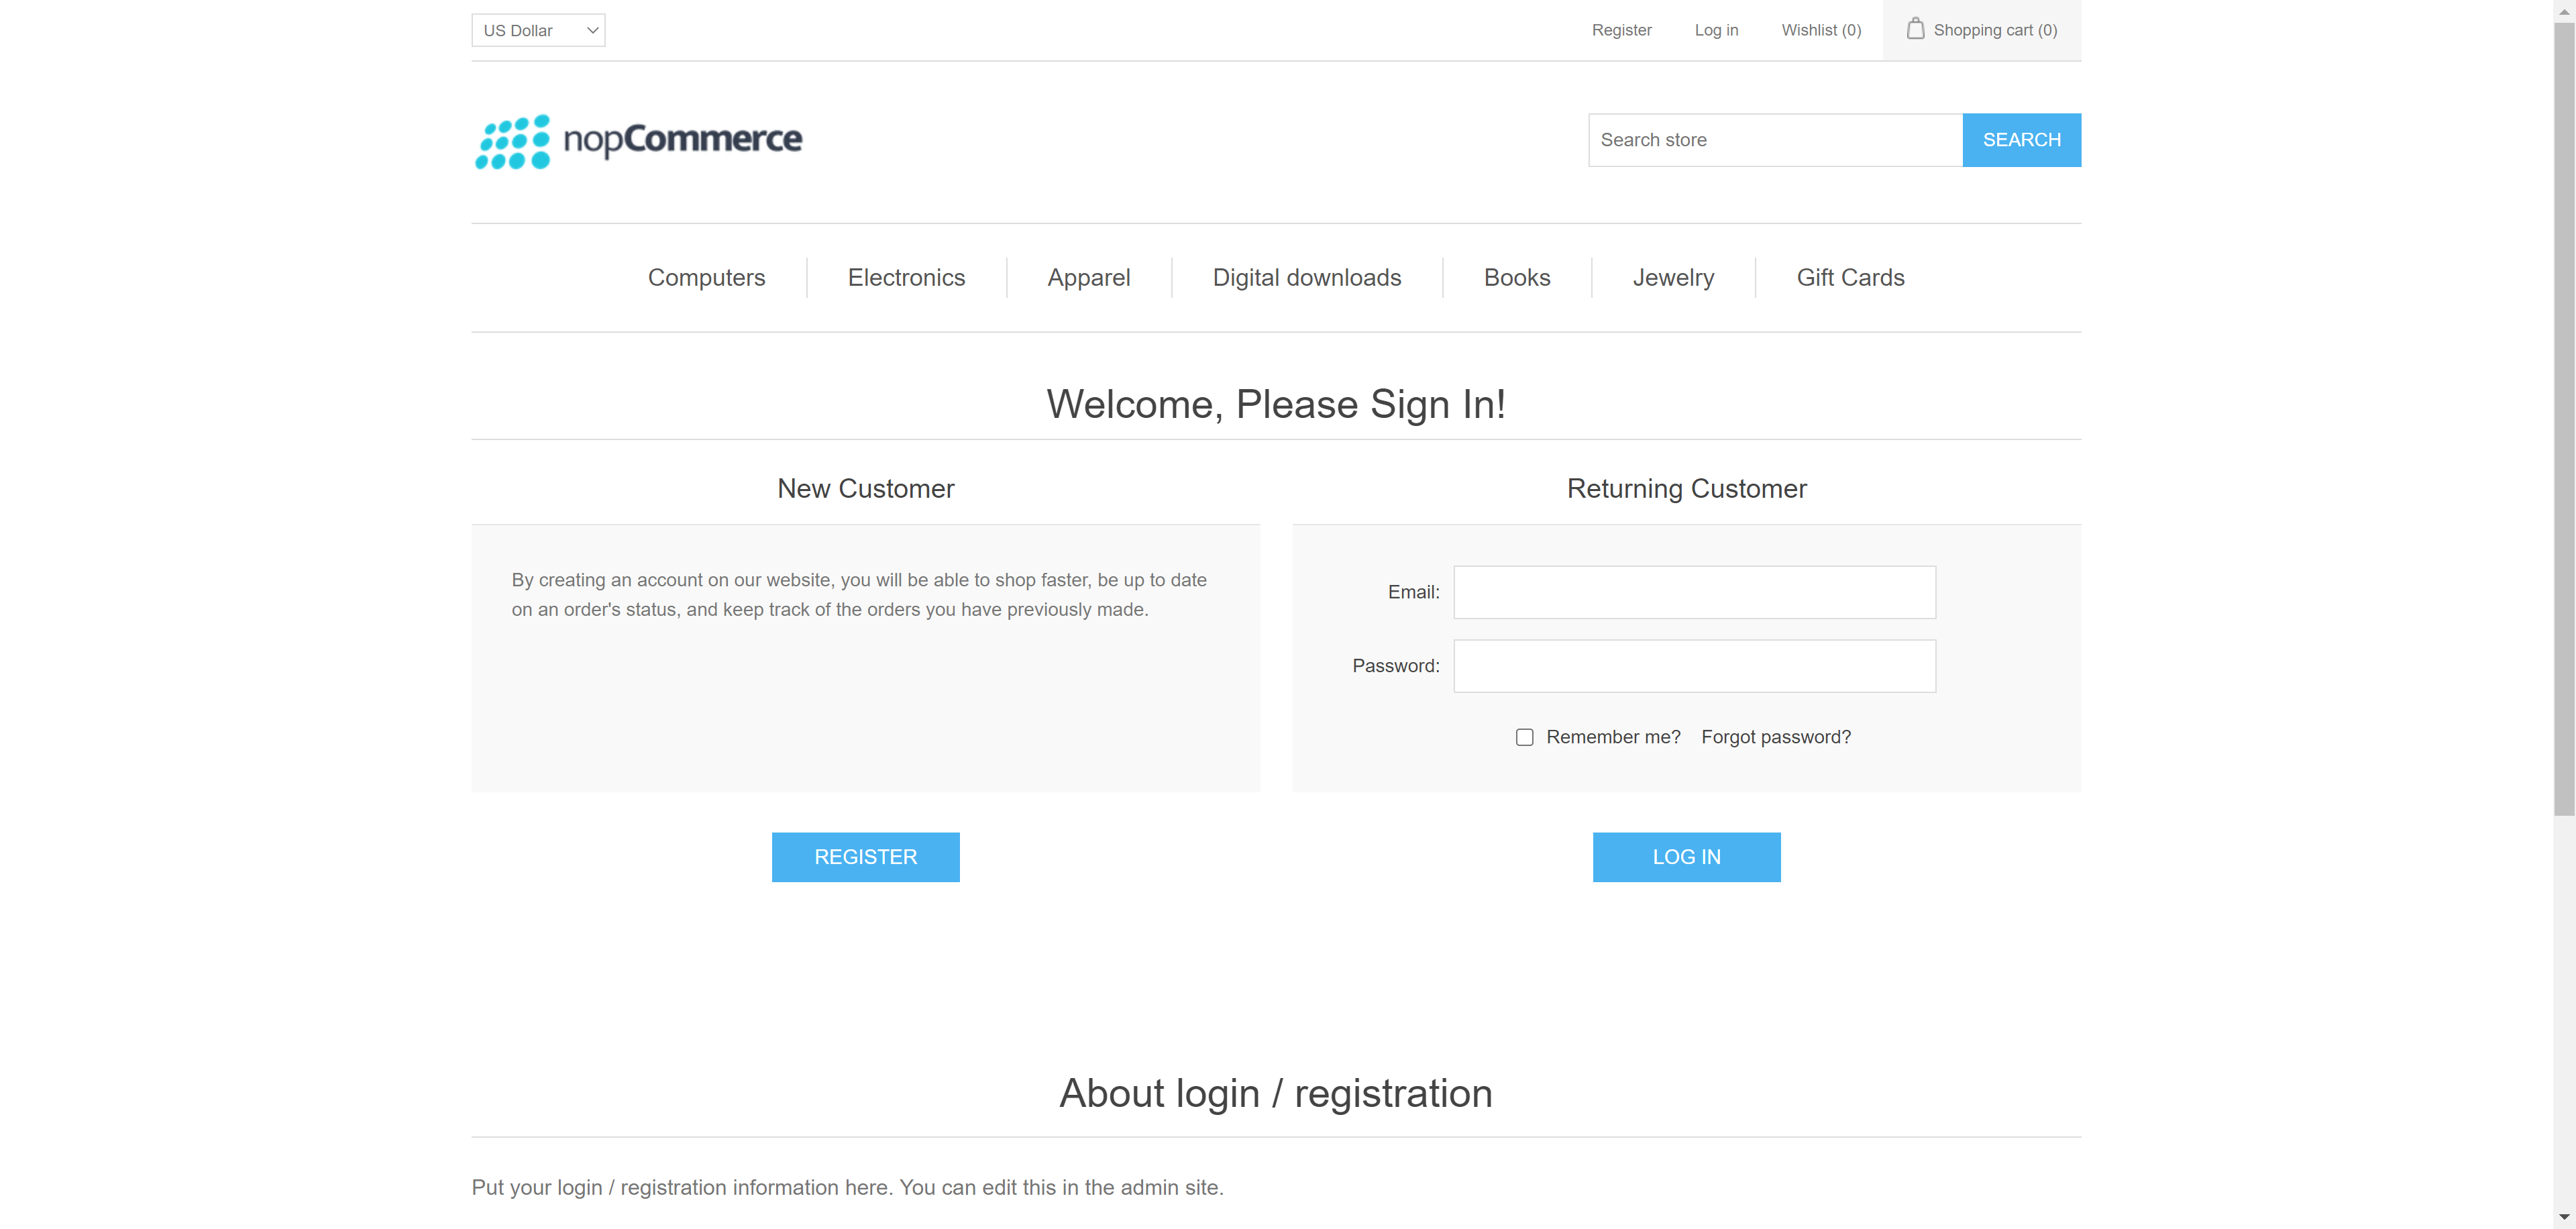 US Dollar
Register Log in Wishlist (0) Shopping cart (0)
nopCommerce
Search store SEARCH
Computers Electronics Apparel Digital downloads Books Jewelry Gift Cards
Welcome, Please Sign In!
New Customer
By creating an account on our website, you will be able to shop faster, be up to date
on an order's status, and keep track of the orders you have previously made.
REGISTER
Returning Customer
Email:
Password:
Remember me? Forgot password?
LOG IN
About login / registration
Put your login / registration information here. You can edit this in the admin site.